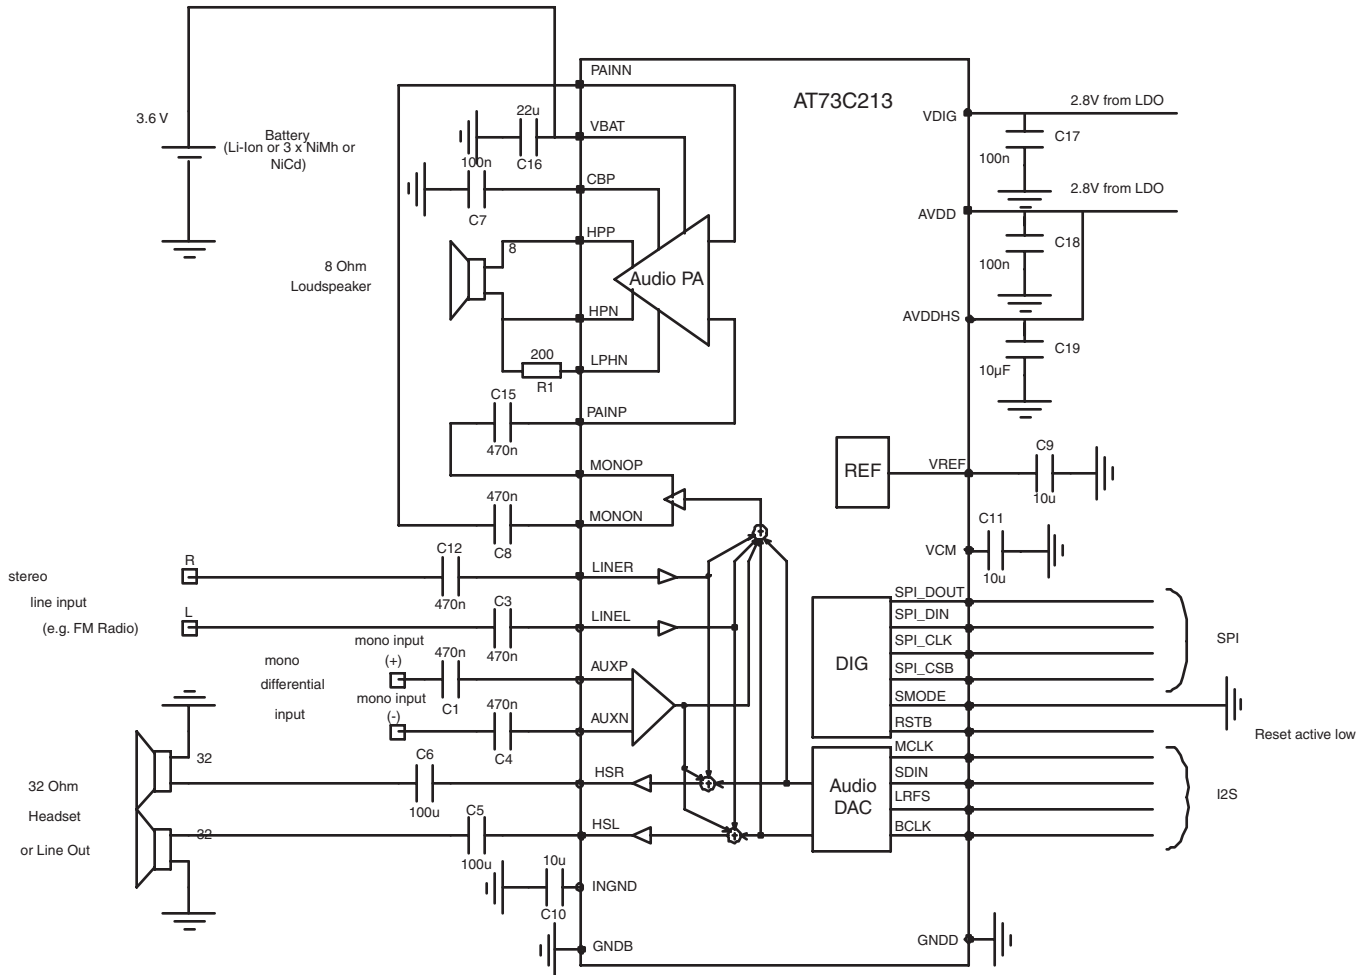 PAINN
AT73C213
2.8V from LDO
VDIG
22u
3.6 V
VBAT
C17
Battery
(Li-Ion or 3 x NiMh or
NiCd)
100n
C16
100n
CBP
2.8V from LDO
C7
AVDD
HPP
8
C18
8 Ohm
Loudspeaker
100n
Audio PA
HPN
AVDDHS
C19
200
LPHN
10µF
R1
C15
PAINP
470n
C9
MONOP
REF
VREF
470n
10u
MONON
C11
C8
C12
VCM
R
stereo
LINER
10u
line input
470n
C3
SPI_DOUT
L
LINEL
SPI_DIN
(e.g. FM Radio)
mono input
470n
470n
SPI_CLK
SPI
(+)
mono
AUXP
DIG
SPI_CSB
differential
mono input
C1
470n
SMODE
input
(-)
AUXN
RSTB
Reset active low
C4
MCLK
32
C6
HSR
SDIN
32 Ohm
Audio
DAC
I2S
LRFS
Headset
100u
C5
HSL
BCLK
32
or Line Out
100u
10u
INGND
C10
GNDB
GNDD